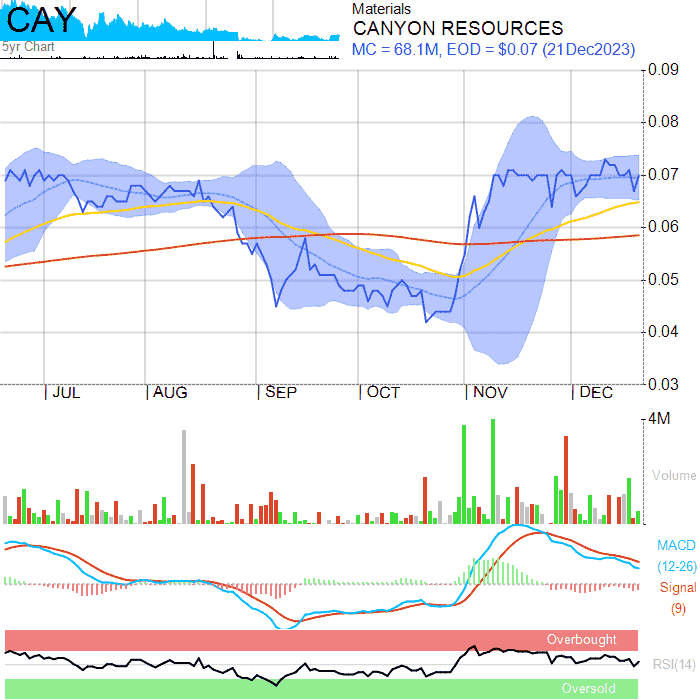 CAY
5yr Chart
Materials
CANYON RESOURCES
MC = 68.1M, EOD = $0.07 (21Dec2023)
0.09
0.08
0.07
0.06
0.05
0.04
0.03
JUL AUG SEP OCT NOV DEC
4M
Volume
MACD
(12-26)
Signal
(9)
Overbought
RSI(14)
Oversold